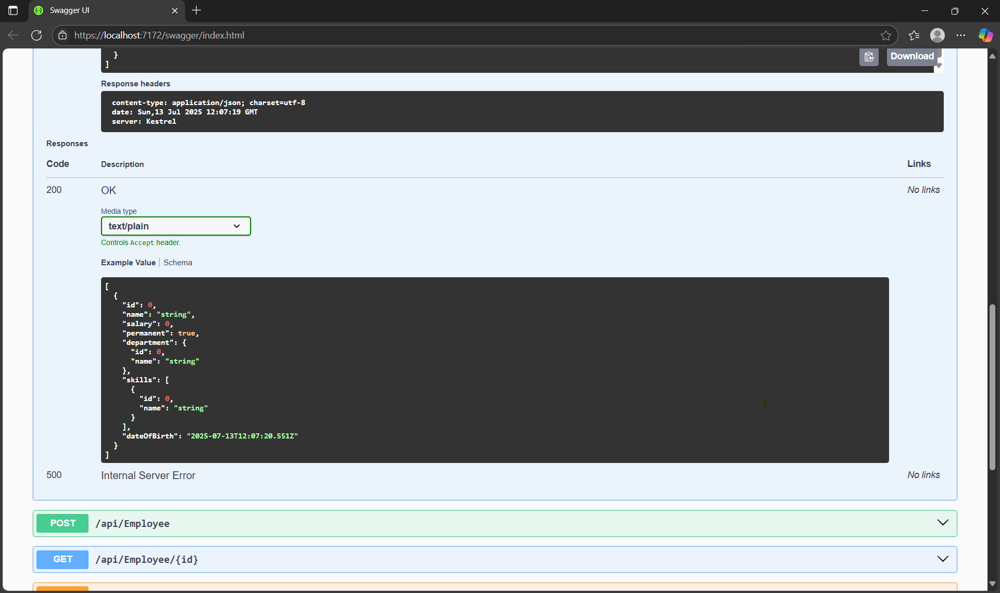 Swagger UI
https://localhost:7172/swagger/index.html
  }
]
Download
Response headers
content-type: application/json; charset=utf-8
date: Sun,13 Jul 2025 12:07:19 GMT
server: Kestrel
Responses
Code Description Links
200 OK No links
Media type
text/plain
Controls Accept header.
Example Value | Schema
[
  {
    "id": 0,
    "name": "string",
    "salary": 0,
    "permanent": true,
    "department": {
      "id": 0,
      "name": "string"
    },
    "skills": [
      {
        "id": 0,
        "name": "string"
      }
    ],
    "dateOfBirth": "2025-07-13T12:07:20.551Z"
  }
]
500 Internal Server Error No links
POST /api/Employee
GET /api/Employee/{id}